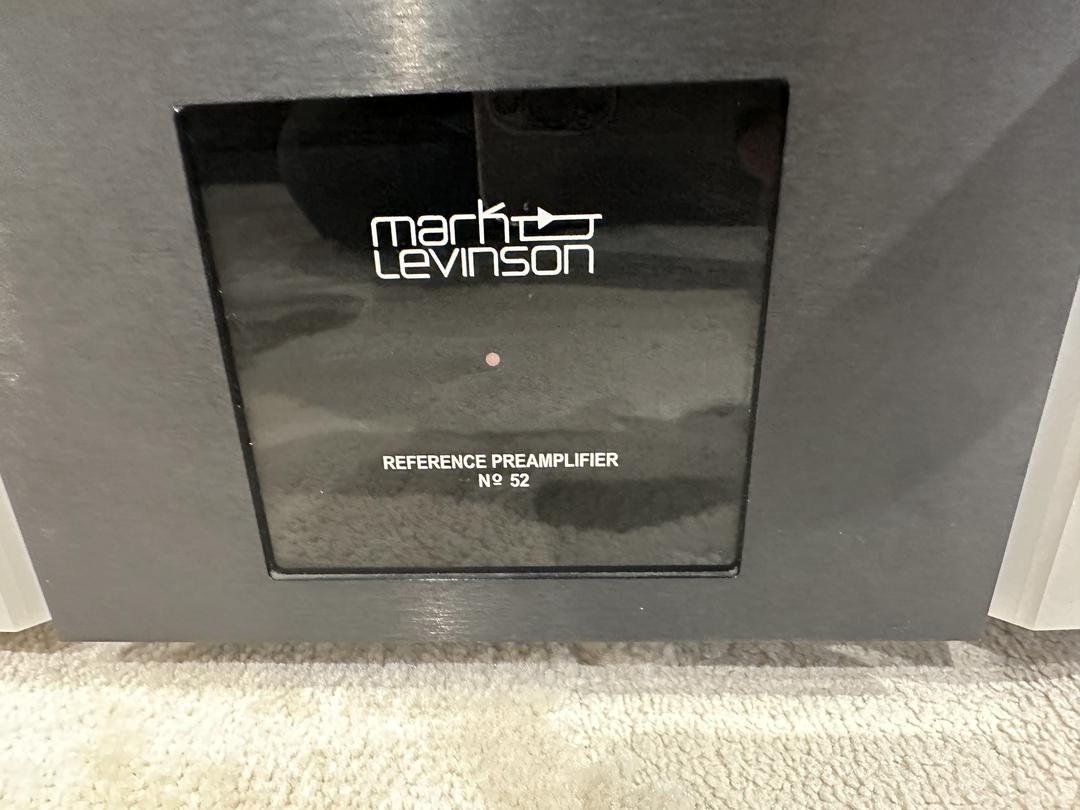 mark
Levinson
REFERENCE PREAMPLIFIER
Nº 52